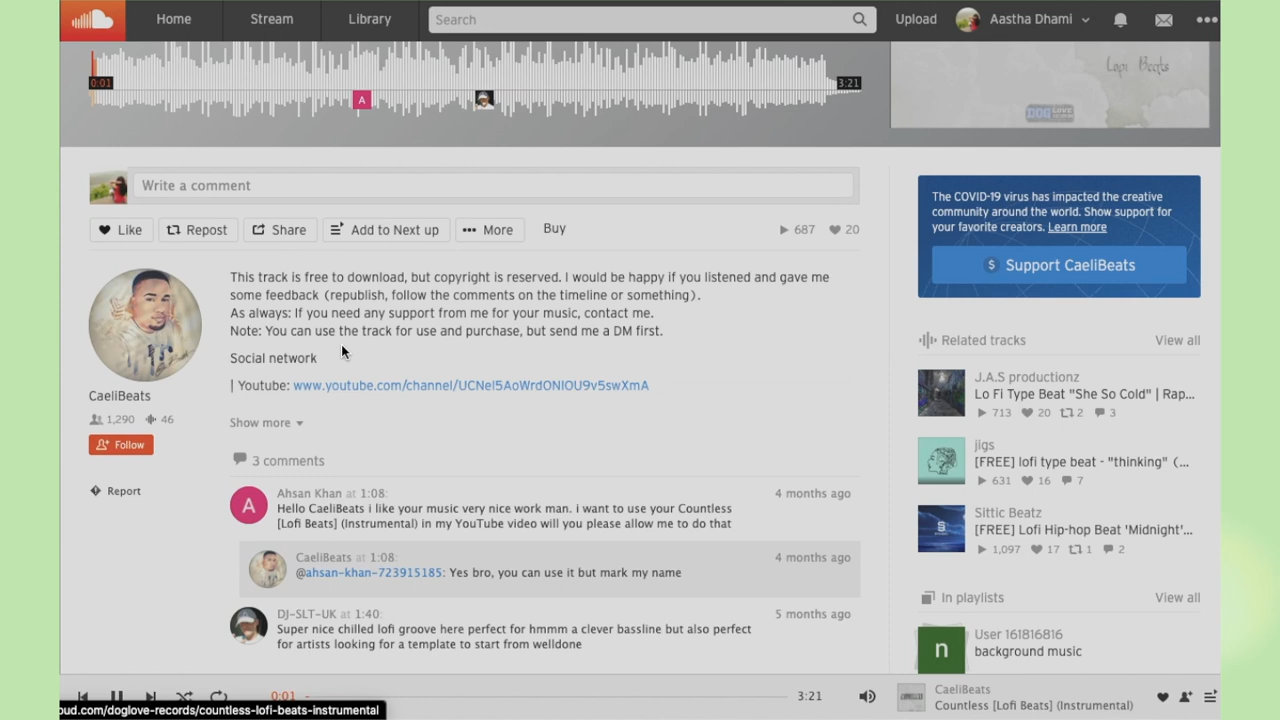 Home Stream Library Search Upload Aastha Dhami
0:01
3:21
A
Lofi Beats
DOG LOVE
Write a comment
Like Repost Share Add to Next up More Buy 687 20
This track is free to download, but copyright is reserved. I would be happy if you listened and gave me
some feedback (republish, follow the comments on the timeline or something).
As always: If you need any support from me for your music, contact me.
Note: You can use the track for use and purchase, but send me a DM first.
Social network
| Youtube: www.youtube.com/channel/UCNel5AoWrdONIOU9v5swXmA
Show more
CaeliBeats
1,290 46
Follow
Report
3 comments
A
Ahsan Khan at 1:08: 4 months ago
Hello CaeliBeats i like your music very nice work man. i want to use your Countless
[Lofi Beats] (Instrumental) in my YouTube video will you please allow me to do that
CaeliBeats at 1:08: 4 months ago
@ahsan-khan-723915185: Yes bro, you can use it but mark my name
DJ-SLT-UK at 1:40: 5 months ago
Super nice chilled lofi groove here perfect for hmmm a clever bassline but also perfect
for artists looking for a template to start from welldone
The COVID-19 virus has impacted the creative
community around the world. Show support for
your favorite creators. Learn more
$ Support CaeliBeats
Related tracks View all
J.A.S productionz
Lo Fi Type Beat "She So Cold" | Rap...
713 20 2 3
jigs
[FREE] lofi type beat - "thinking" (...
631 16 7
Sittic Beatz
[FREE] Lofi Hip-hop Beat 'Midnight'...
1,097 17 1 2
In playlists View all
n
User 161816816
background music
0:01 3:21
CaeliBeats
Countless [Lofi Beats] (Instrumental)
oud.com/doglove-records/countless-lofi-beats-instrumental